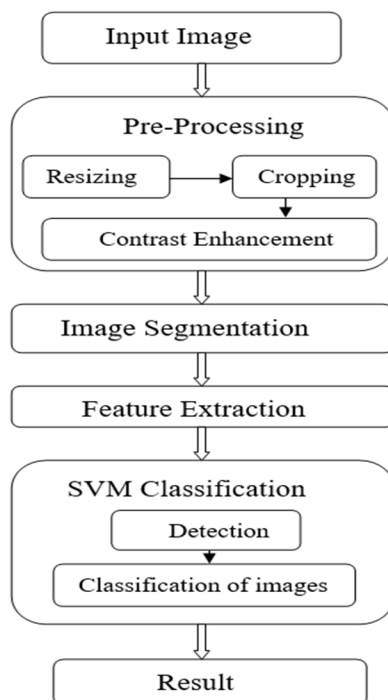 Input Image
Pre-Processing
Resizing
Cropping
Contrast Enhancement
Image Segmentation
Feature Extraction
SVM Classification
Detection
Classification of images
Result